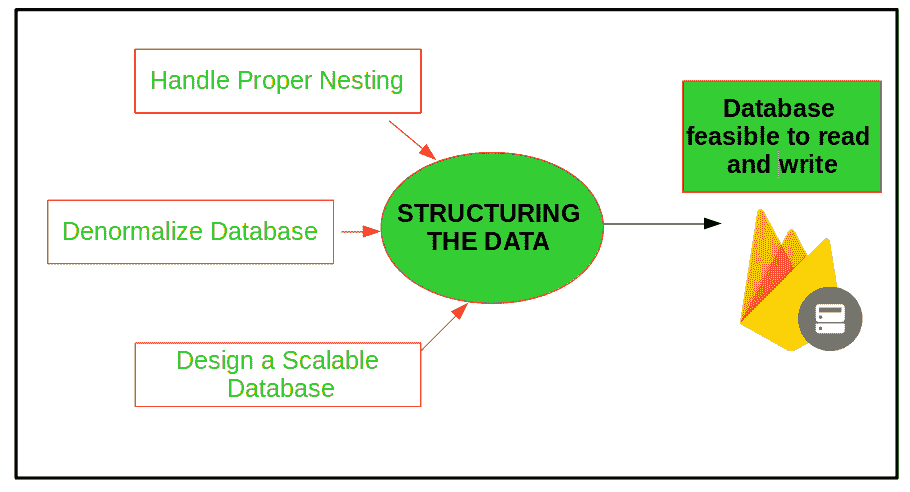 Handle Proper Nesting
Denormalize Database
Design a Scalable
Database
STRUCTURING
THE DATA
Database
feasible to read
and write